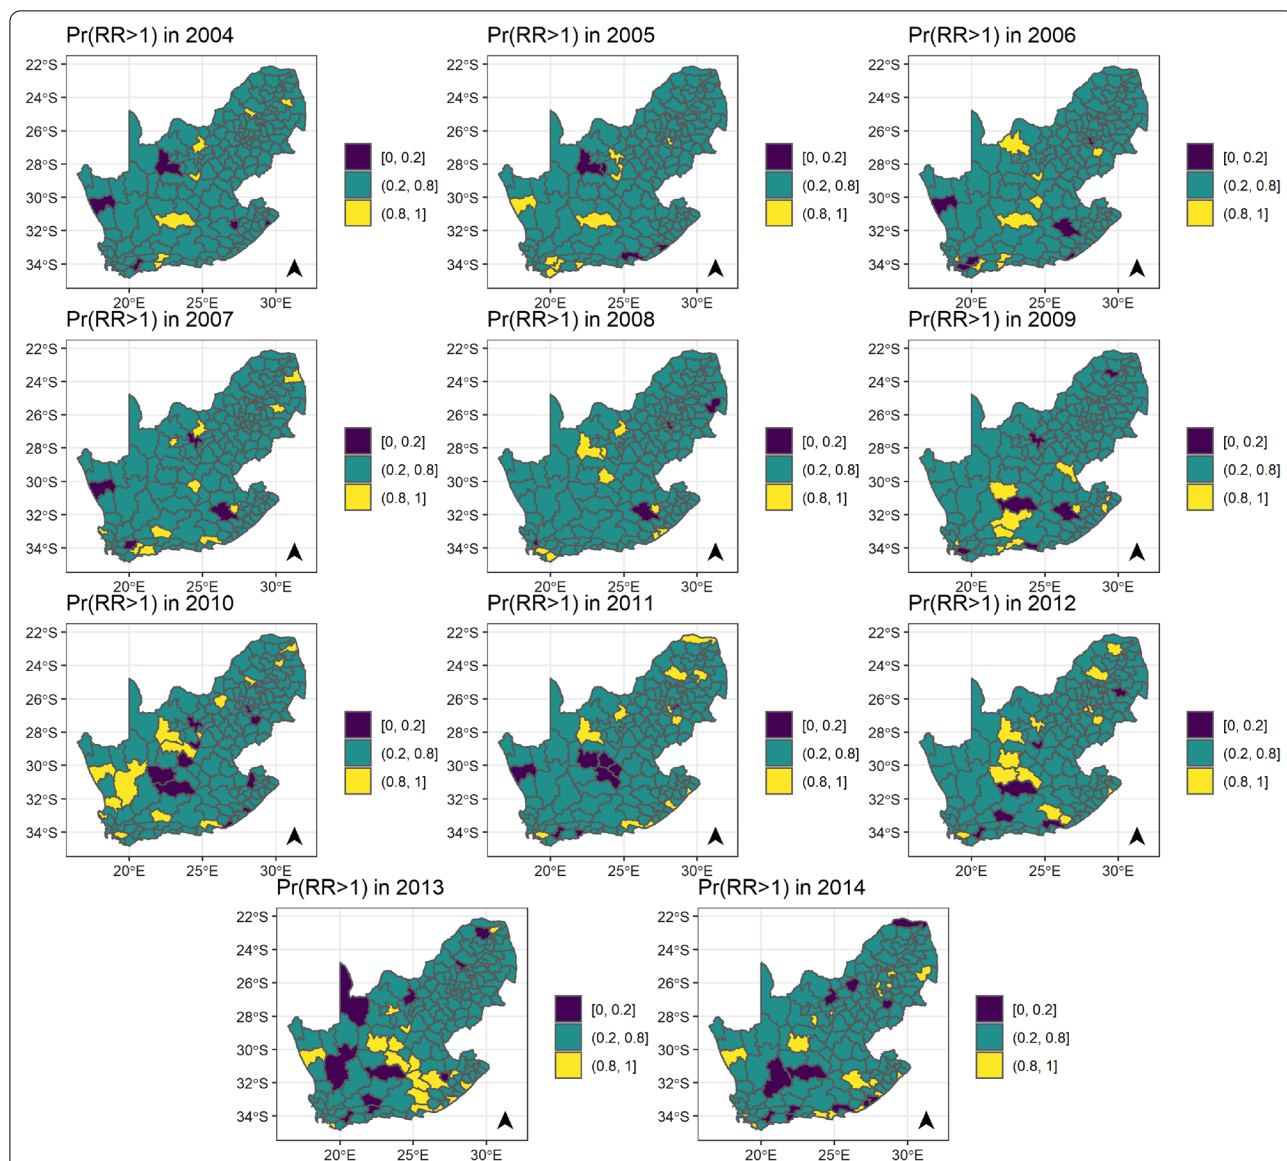 Pr(RR>1) in 2004
Pr(RR>1) in 2005
Pr(RR>1) in 2006
22°S
24°S
26°S
28°S
30°S
32°S
34°S
20°E 25°E 30°E
[0, 0.2]
(0.2, 0.8]
(0.8, 1]
22°S
24°S
26°S
28°S
30°S
32°S
34°S
20°E 25°E 30°E
[0, 0.2]
(0.2, 0.8]
(0.8, 1]
22°S
24°S
26°S
28°S
30°S
32°S
34°S
20°E 25°E 30°E
[0, 0.2]
(0.2, 0.8]
(0.8, 1]
Pr(RR>1) in 2007
Pr(RR>1) in 2008
Pr(RR>1) in 2009
22°S
24°S
26°S
28°S
30°S
32°S
34°S
20°E 25°E 30°E
[0, 0.2]
(0.2, 0.8]
(0.8, 1]
22°S
24°S
26°S
28°S
30°S
32°S
34°S
20°E 25°E 30°E
[0, 0.2]
(0.2, 0.8]
(0.8, 1]
22°S
24°S
26°S
28°S
30°S
32°S
34°S
20°E 25°E 30°E
[0, 0.2]
(0.2, 0.8]
(0.8, 1]
Pr(RR>1) in 2010
Pr(RR>1) in 2011
Pr(RR>1) in 2012
22°S
24°S
26°S
28°S
30°S
32°S
34°S
20°E 25°E 30°E
[0, 0.2]
(0.2, 0.8]
(0.8, 1]
22°S
24°S
26°S
28°S
30°S
32°S
34°S
20°E 25°E 30°E
[0, 0.2]
(0.2, 0.8]
(0.8, 1]
22°S
24°S
26°S
28°S
30°S
32°S
34°S
20°E 25°E 30°E
[0, 0.2]
(0.2, 0.8]
(0.8, 1]
Pr(RR>1) in 2013
Pr(RR>1) in 2014
22°S
24°S
26°S
28°S
30°S
32°S
34°S
20°E 25°E 30°E
[0, 0.2]
(0.2, 0.8]
(0.8, 1]
22°S
24°S
26°S
28°S
30°S
32°S
34°S
20°E 25°E 30°E
[0, 0.2]
(0.2, 0.8]
(0.8, 1]